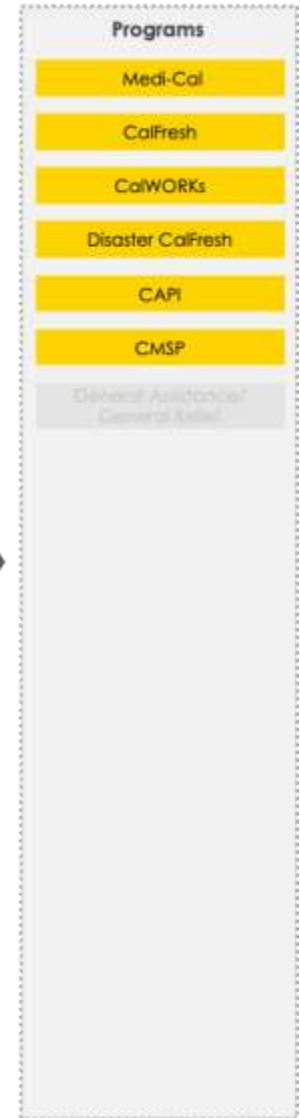 Programs
Medi-Cal
CalFresh
CalWORKs
Disaster CalFresh
CAPI
CMSP
General Assistance/
General Relief